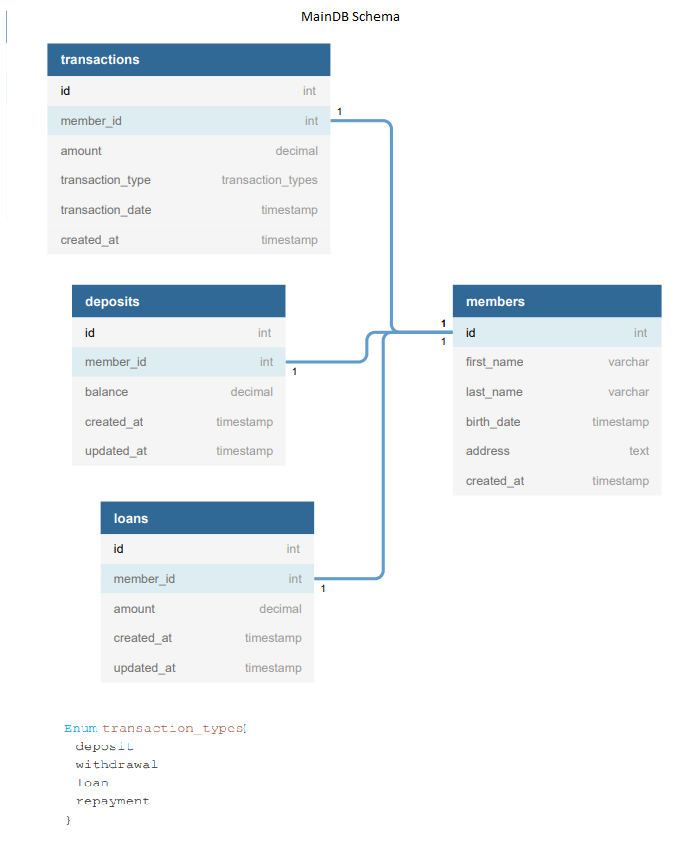 MainDB Schema
transactions
id int
member_id int
amount decimal
transaction_type transaction_types
transaction_date timestamp
created_at timestamp
1
deposits
id int
member_id int
balance decimal
created_at timestamp
updated_at timestamp
1
members
id int
first_name varchar
last_name varchar
birth_date timestamp
address text
created_at timestamp
1
1
loans
id int
member_id int
amount decimal
created_at timestamp
updated_at timestamp
1
Enum transaction_types{
deposit
withdrawal
loan
repayment
}